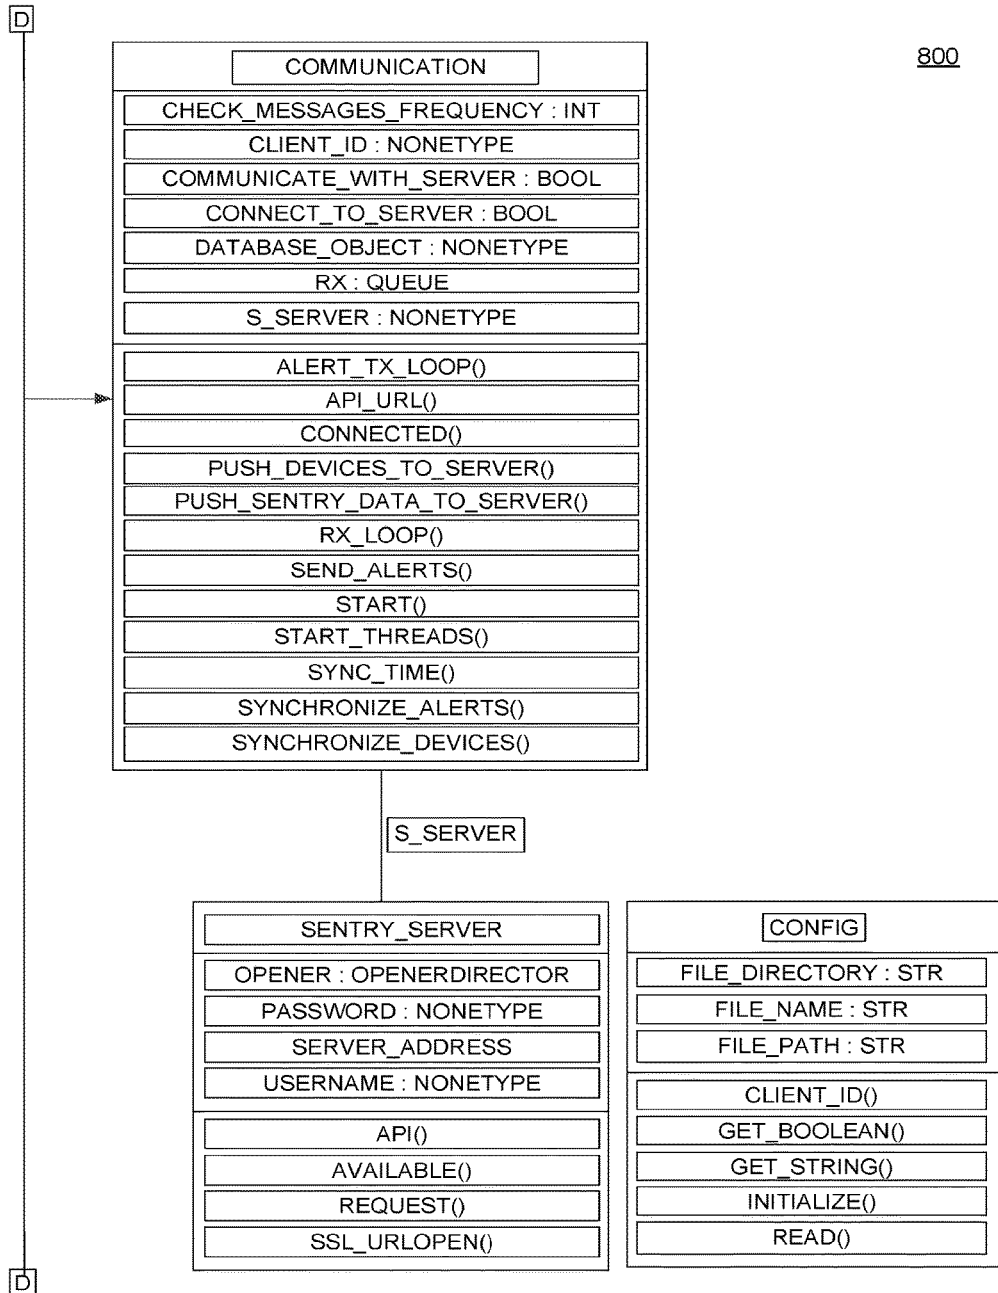 D
800
COMMUNICATION
CHECK_MESSAGES_FREQUENCY : INT
CLIENT_ID : NONETYPE
COMMUNICATE_WITH_SERVER : BOOL
CONNECT_TO_SERVER : BOOL
DATABASE_OBJECT : NONETYPE
RX : QUEUE
S_SERVER : NONETYPE
ALERT_TX_LOOP()
API_URL()
CONNECTED()
PUSH_DEVICES_TO_SERVER()
PUSH_SENTRY_DATA_TO_SERVER()
RX_LOOP()
SEND_ALERTS()
START()
START_THREADS()
SYNC_TIME()
SYNCHRONIZE_ALERTS()
SYNCHRONIZE_DEVICES()
S_SERVER
SENTRY_SERVER
OPENER : OPENERDIRECTOR
PASSWORD : NONETYPE
SERVER_ADDRESS
USERNAME : NONETYPE
API()
AVAILABLE()
REQUEST()
SSL_URLOPEN()
CONFIG
FILE_DIRECTORY : STR
FILE_NAME : STR
FILE_PATH : STR
CLIENT_ID()
GET_BOOLEAN()
GET_STRING()
INITIALIZE()
READ()
D